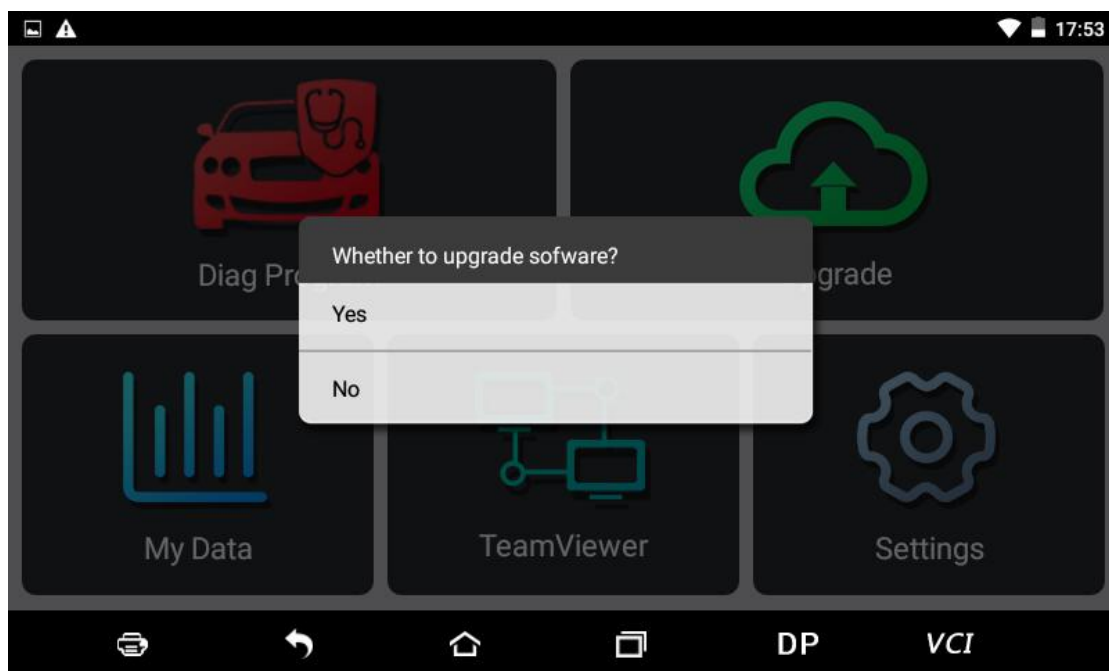 17:53
Whether to upgrade sofware?
Yes
No
Diag Pr
grade
My Data
TeamViewer
Settings
DP
VCI